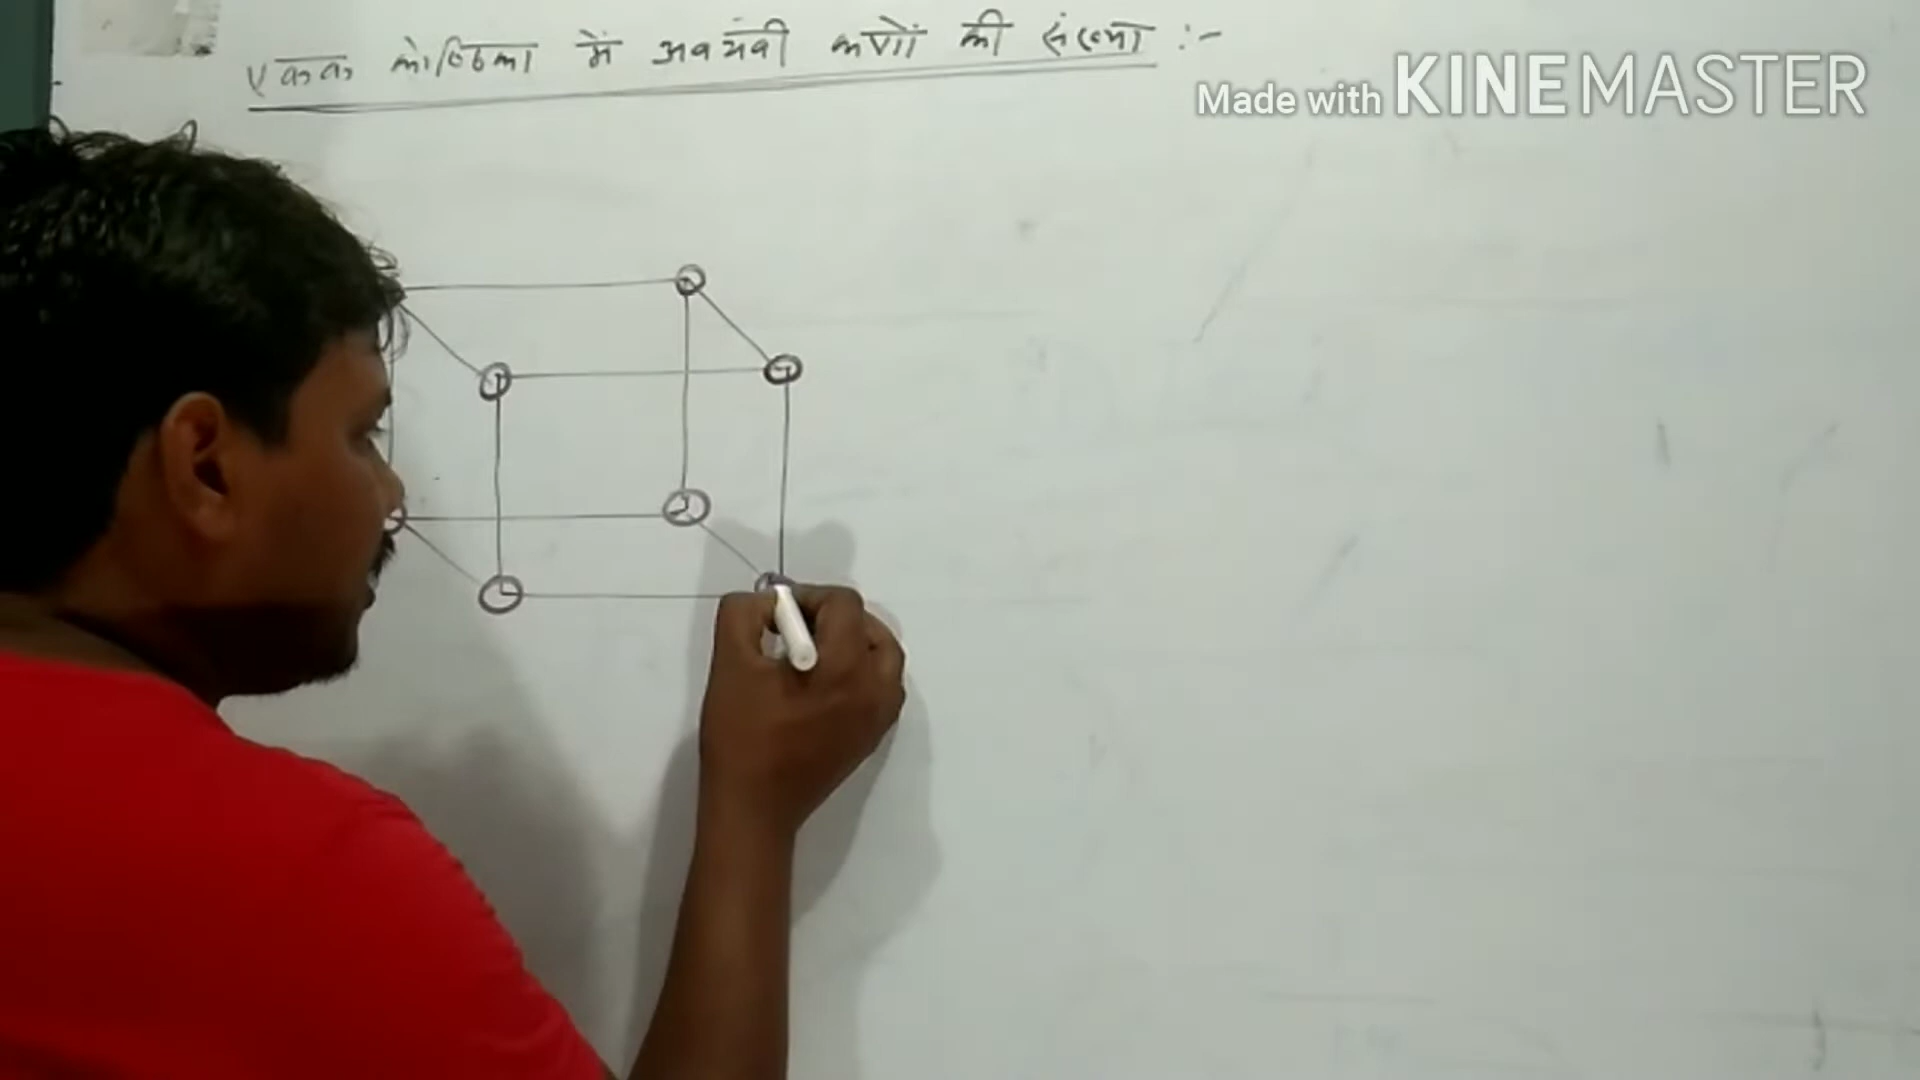 एकक कोष्ठिका में अवयवी कणों की संख्या :-
Made with KINEMASTER